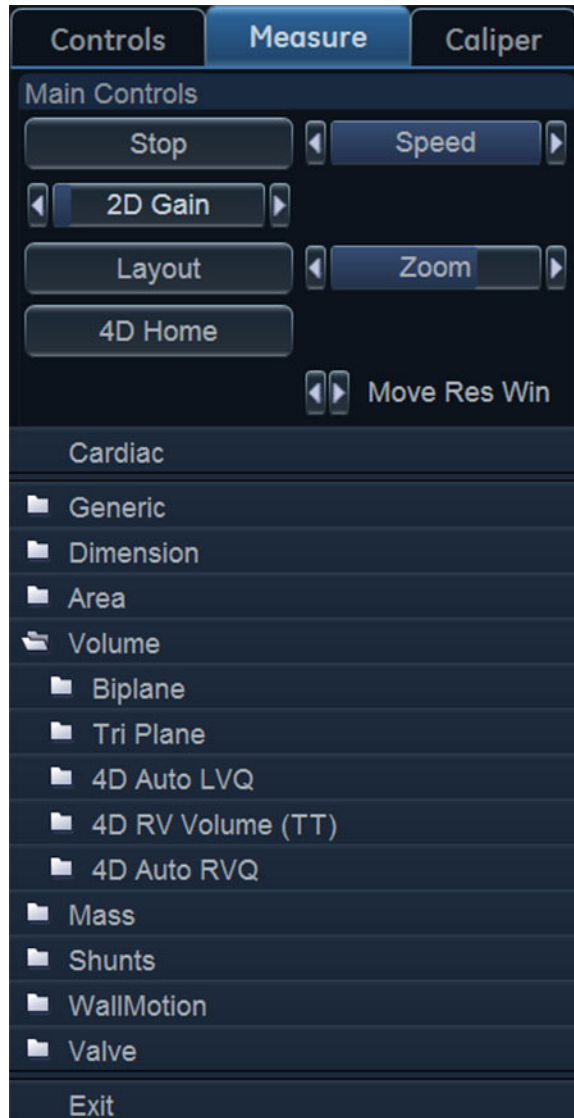 Controls Measure Caliper
Main Controls
Stop Speed
2D Gain
Layout Zoom
4D Home
Move Res Win
Cardiac
Generic
Dimension
Area
Volume
Biplane
Tri Plane
4D Auto LVQ
4D RV Volume (TT)
4D Auto RVQ
Mass
Shunts
WallMotion
Valve
Exit